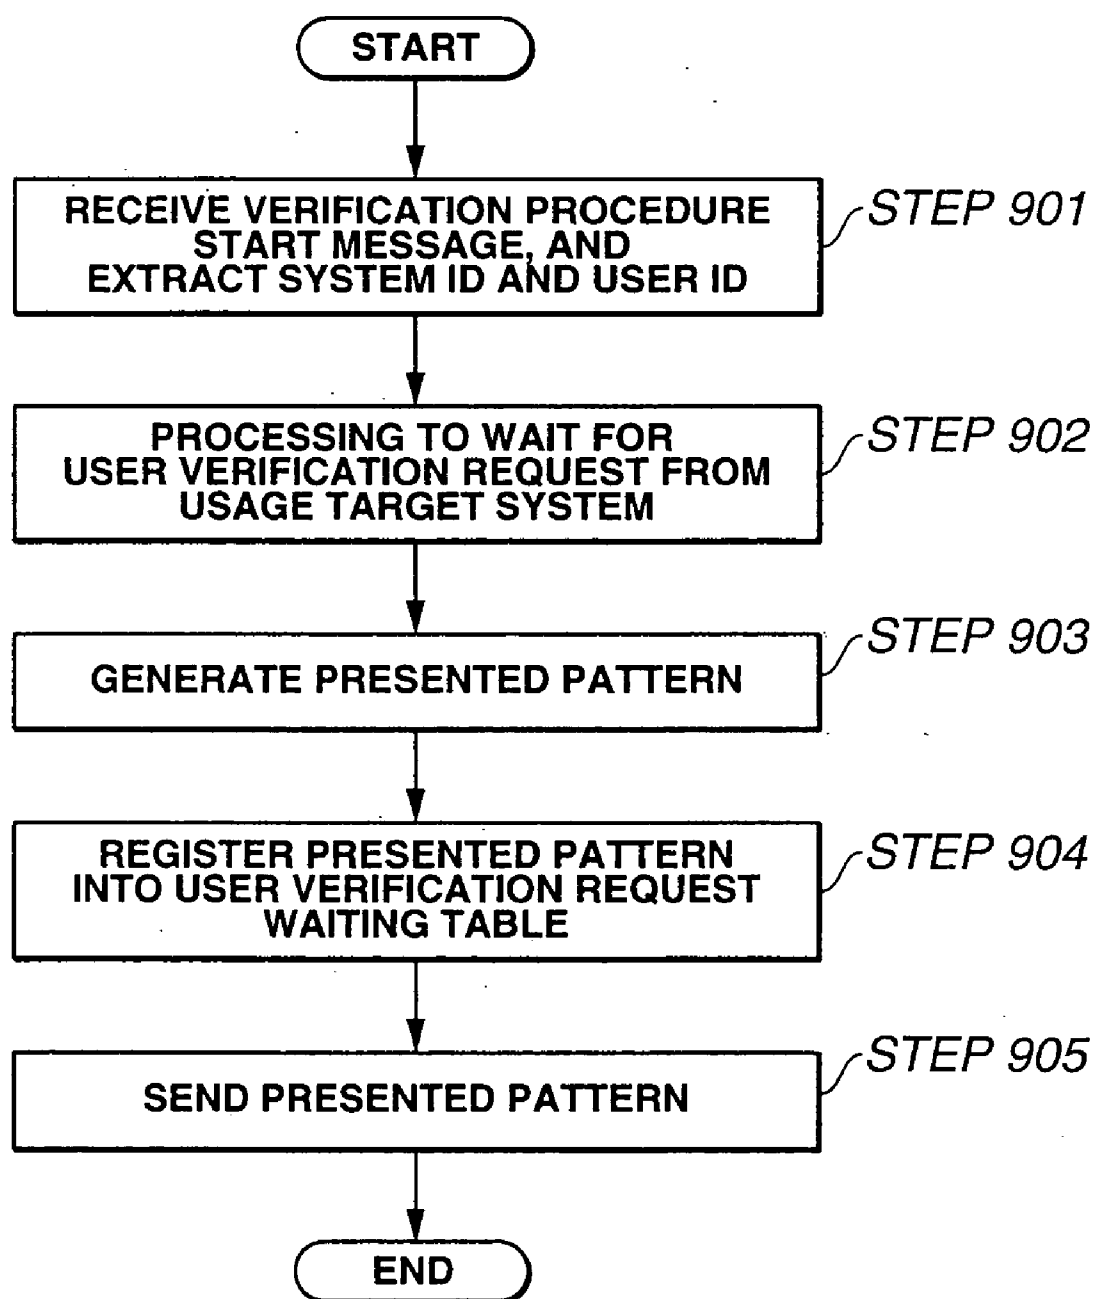 START
RECEIVE VERIFICATION PROCEDURE
START MESSAGE, AND
EXTRACT SYSTEM ID AND USER ID
STEP 901
PROCESSING TO WAIT FOR
USER VERIFICATION REQUEST FROM
USAGE TARGET SYSTEM
STEP 902
GENERATE PRESENTED PATTERN
STEP 903
REGISTER PRESENTED PATTERN
INTO USER VERIFICATION REQUEST
WAITING TABLE
STEP 904
SEND PRESENTED PATTERN
STEP 905
END